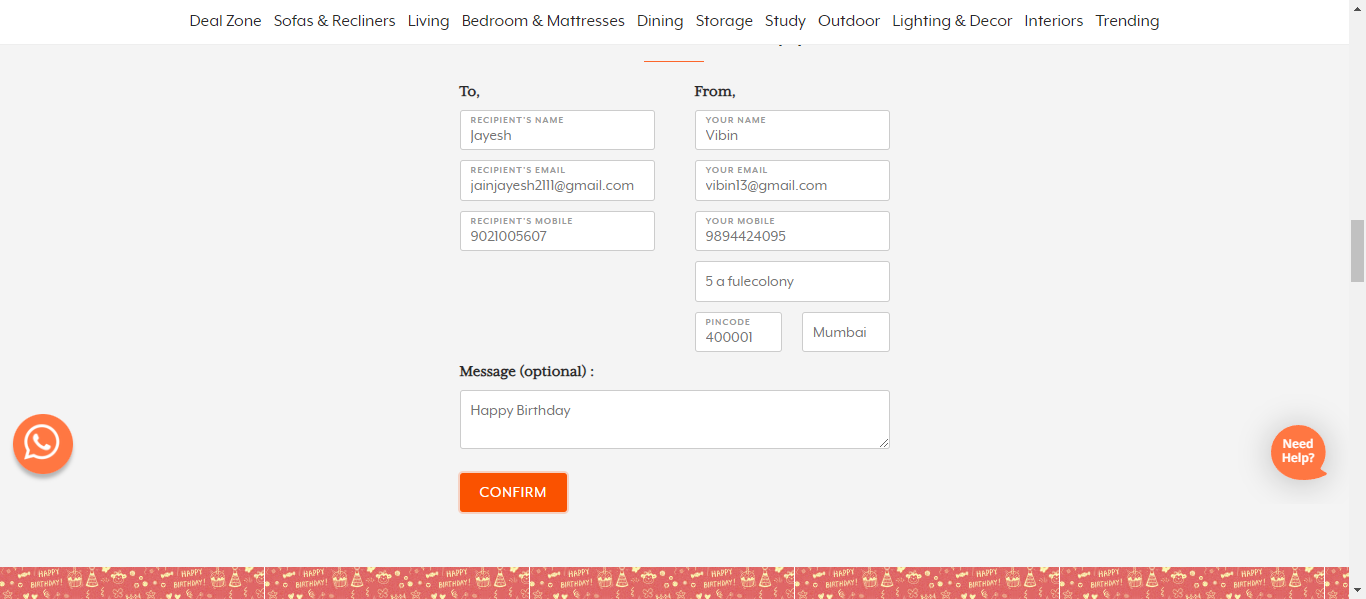 Deal Zone Sofas & Recliners Living Bedroom & Mattresses Dining Storage Study Outdoor Lighting & Decor Interiors Trending
To,
RECIPIENT'S NAME
Jayesh
RECIPIENT'S EMAIL
jainjayesh2111@gmail.com
RECIPIENT'S MOBILE
9021005607
From,
YOUR NAME
Vibin
YOUR EMAIL
vibin13@gmail.com
YOUR MOBILE
9894424095
5 a fulecolony
PINCODE
400001
Mumbai
Message (optional) :
Happy Birthday
CONFIRM
Need
Help?
HAPPY HAPPY HAPPY HAPPY HAPPY HAPPY HAPPY HAPPY HAPPY HAPPY
BIRTHDAY! BIRTHDAY! BIRTHDAY! BIRTHDAY! BIRTHDAY! BIRTHDAY! BIRTHDAY! BIRTHDAY! BIRTHDAY! BIRTHDAY!